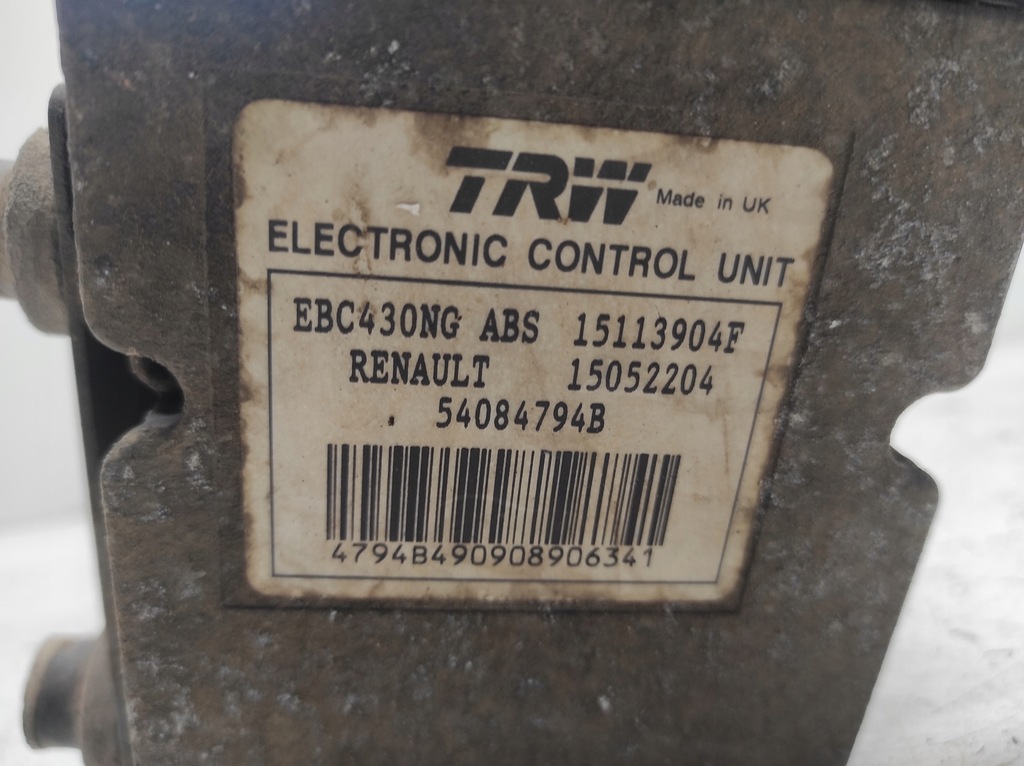 TRW Made in UK
ELECTRONIC CONTROL UNIT
EBC430NG ABS 15113904F
RENAULT 15052204
. 54084794B
4794B490908906341